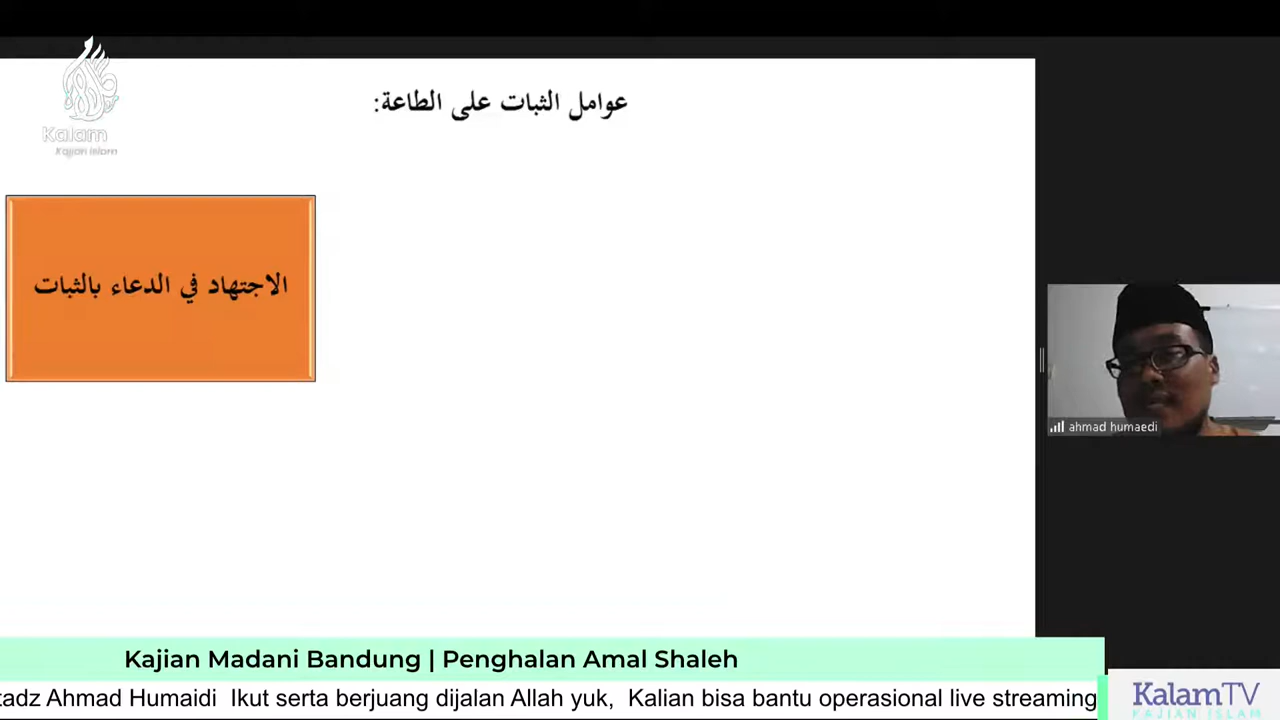 Kalam
Kajian Islam
عوامل الثبات على الطاعة:
الاجتهاد في الدعاء بالثبات
ahmad humaedi
Kajian Madani Bandung | Penghalan Amal Shaleh
tadz Ahmad Humaidi Ikut serta berjuang dijalan Allah yuk, Kalian bisa bantu operasional live streaming
KalamTV
KAJIAN ISLAM